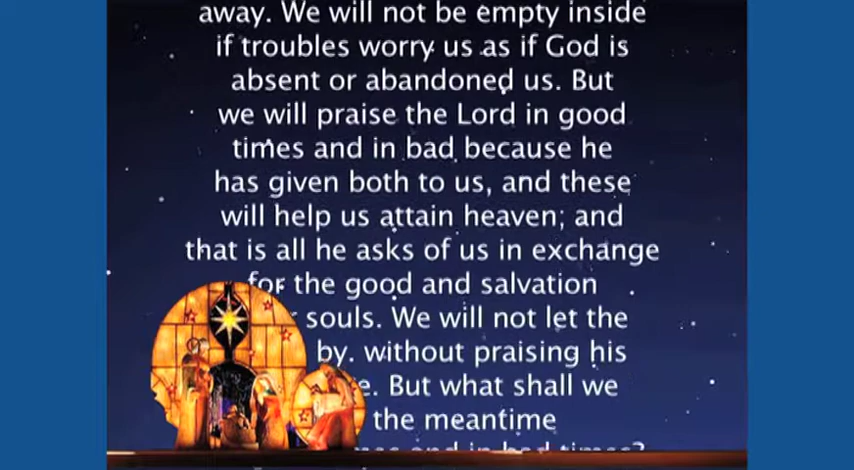 away. We will not be empty inside
if troubles worry us as if God is
absent or abandoned us. But
we will praise the Lord in good
times and in bad because he
has given both to us, and these
will help us attain heaven; and
that is all he asks of us in exchange
for the good and salvation
souls. We will not let the
by. without praising his
But what shall we
the meantime
and in bad times?